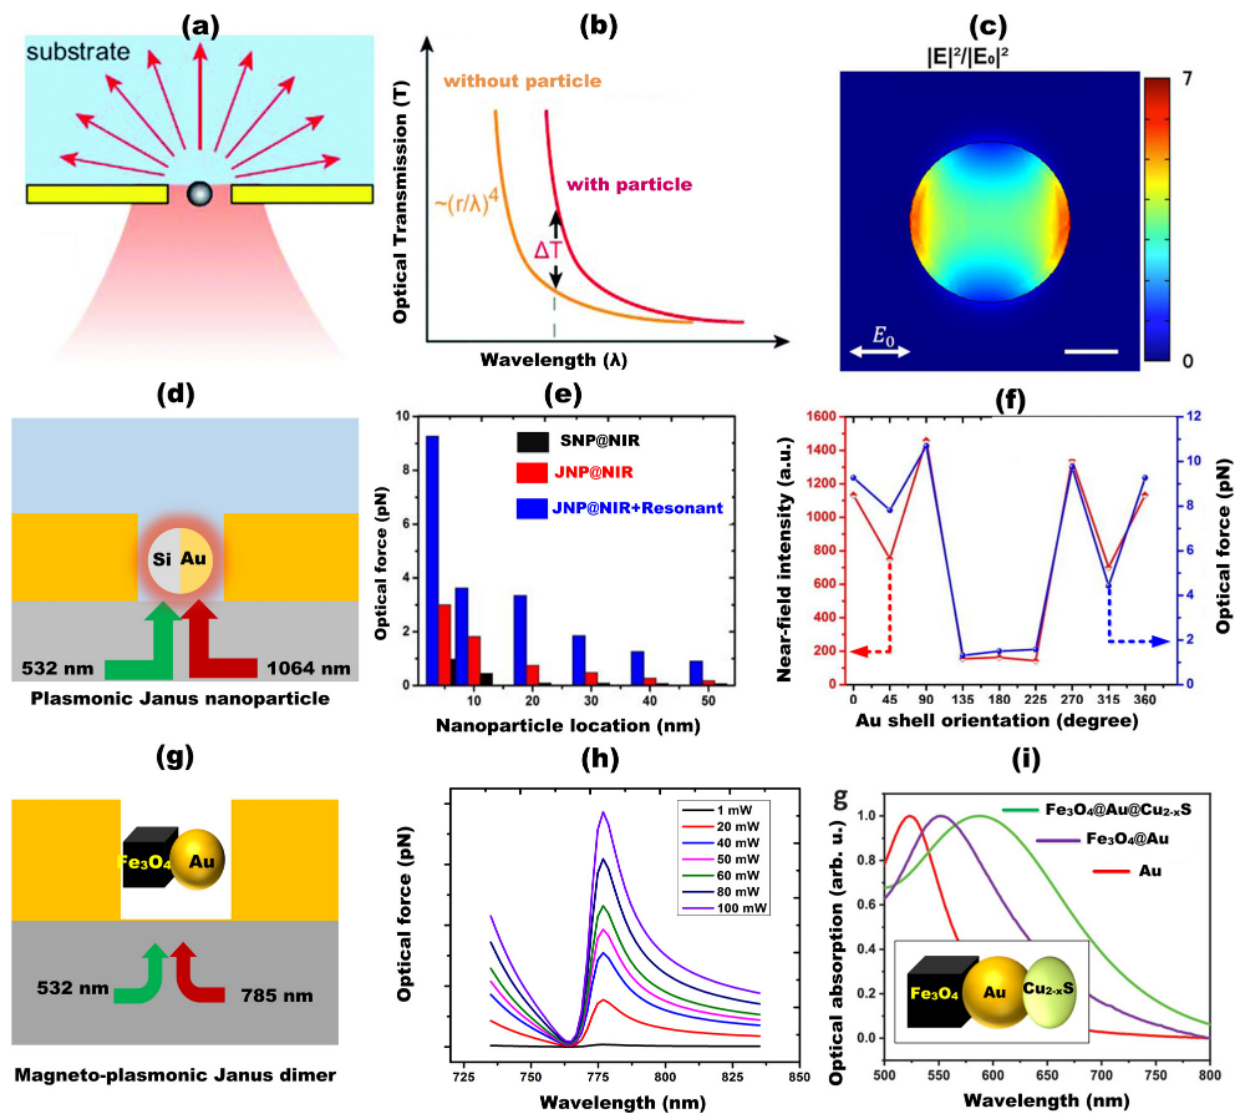 (a)
substrate
(b)
without particle
with particle
~(r/λ)⁴
ΔT
Optical Transmission (T)
Wavelength (λ)
(c)
|E|²/|E₀|²
7
0
E₀
(d)
Si Au
532 nm
1064 nm
Plasmonic Janus nanoparticle
(e)
SNP@NIR
JNP@NIR
JNP@NIR+Resonant
Optical force (pN)
10
8
6
4
2
0
10 20 30 40 50
Nanoparticle location (nm)
(f)
Near-field intensity (a.u.)
1600
1400
1200
1000
800
600
400
200
0
12
10
8
6
4
2
0
Optical force (pN)
0 45 90 135 180 225 270 315 360
Au shell orientation (degree)
(g)
Fe₃O₄ Au
532 nm
785 nm
Magneto-plasmonic Janus dimer
(h)
1 mW
20 mW
40 mW
50 mW
60 mW
80 mW
100 mW
Optical force (pN)
725 750 775 800 825 850
Wavelength (nm)
(i)
g
Fe₃O₄@Au@Cu₂₋ₓS
Fe₃O₄@Au
Au
Optical absorption (arb. u.)
1.0
0.8
0.6
0.4
0.2
0.0
Fe₃O₄ Au Cu₂₋ₓS
500 550 600 650 700 750 800
Wavelength (nm)